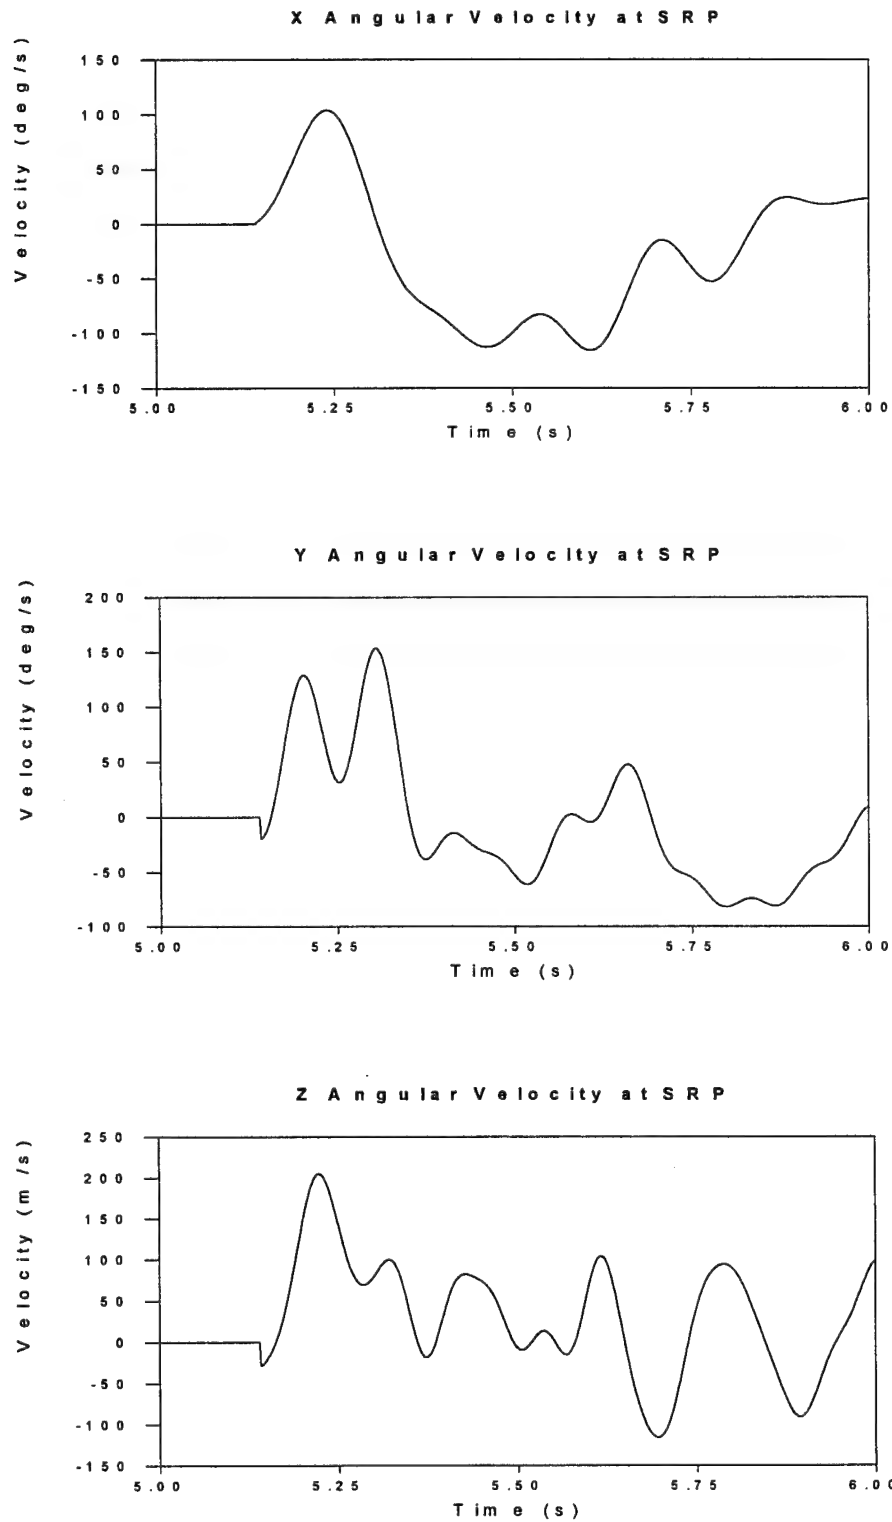 X Angular Velocity at SRP
Velocity (deg/s)
150
100
50
0
-50
-100
-150
5.00 5.25 5.50 5.75 6.00
Time (s)
Y Angular Velocity at SRP
Velocity (deg/s)
200
150
100
50
0
-50
-100
5.00 5.25 5.50 5.75 6.00
Time (s)
Z Angular Velocity at SRP
Velocity (m/s)
250
200
150
100
50
0
-50
-100
-150
5.00 5.25 5.50 5.75 6.00
Time (s)